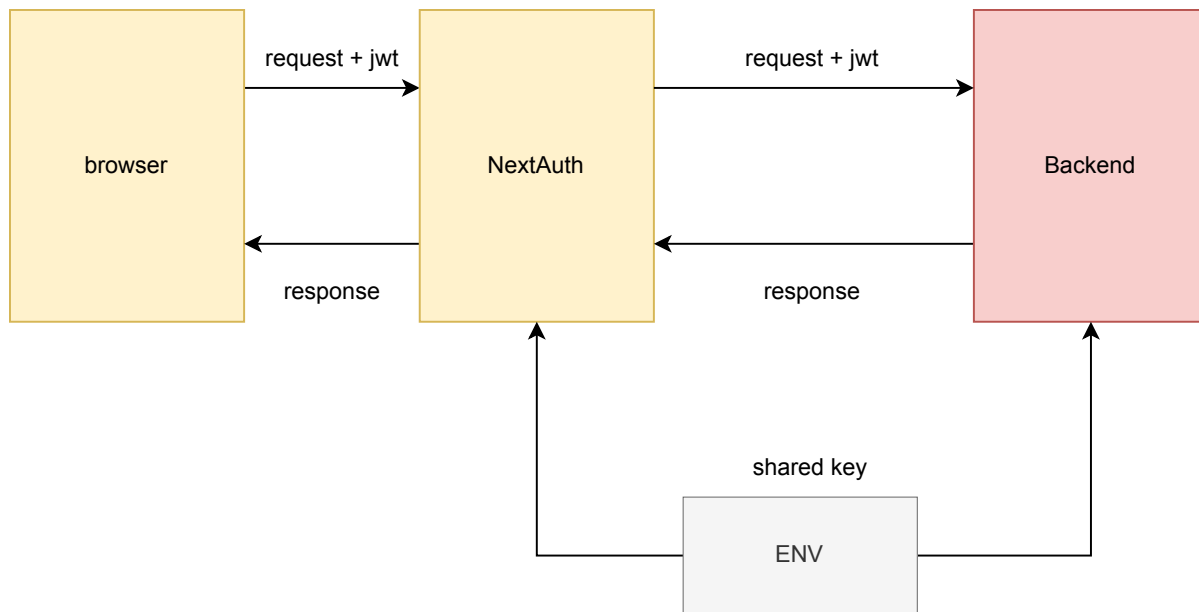 request + jwt
request + jwt
browser
NextAuth
Backend
response
response
shared key
ENV